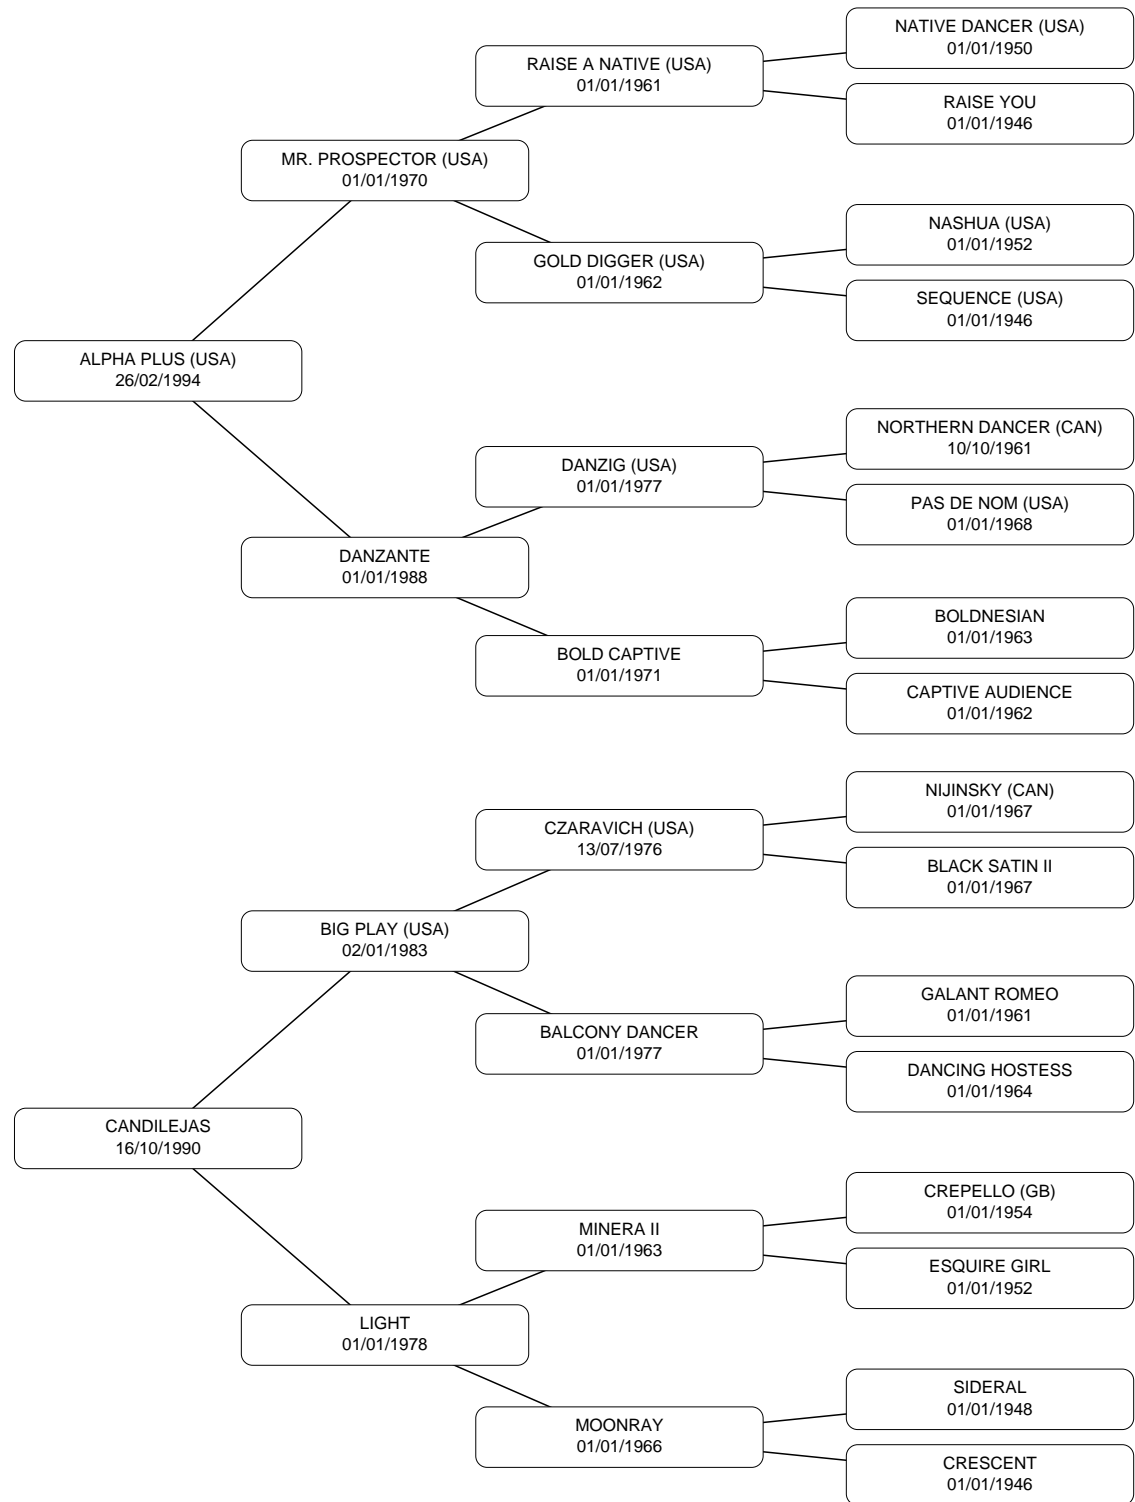 NATIVE DANCER (USA)
01/01/1950
RAISE A NATIVE (USA)
01/01/1961
RAISE YOU
01/01/1946
MR. PROSPECTOR (USA)
01/01/1970
NASHUA (USA)
01/01/1952
GOLD DIGGER (USA)
01/01/1962
SEQUENCE (USA)
01/01/1946
ALPHA PLUS (USA)
26/02/1994
NORTHERN DANCER (CAN)
10/10/1961
DANZIG (USA)
01/01/1977
PAS DE NOM (USA)
01/01/1968
DANZANTE
01/01/1988
BOLDNESIAN
01/01/1963
BOLD CAPTIVE
01/01/1971
CAPTIVE AUDIENCE
01/01/1962
NIJINSKY (CAN)
01/01/1967
CZARAVICH (USA)
13/07/1976
BLACK SATIN II
01/01/1967
BIG PLAY (USA)
02/01/1983
GALANT ROMEO
01/01/1961
BALCONY DANCER
01/01/1977
DANCING HOSTESS
01/01/1964
CANDILEJAS
16/10/1990
CREPELLO (GB)
01/01/1954
MINERA II
01/01/1963
ESQUIRE GIRL
01/01/1952
LIGHT
01/01/1978
SIDERAL
01/01/1948
MOONRAY
01/01/1966
CRESCENT
01/01/1946